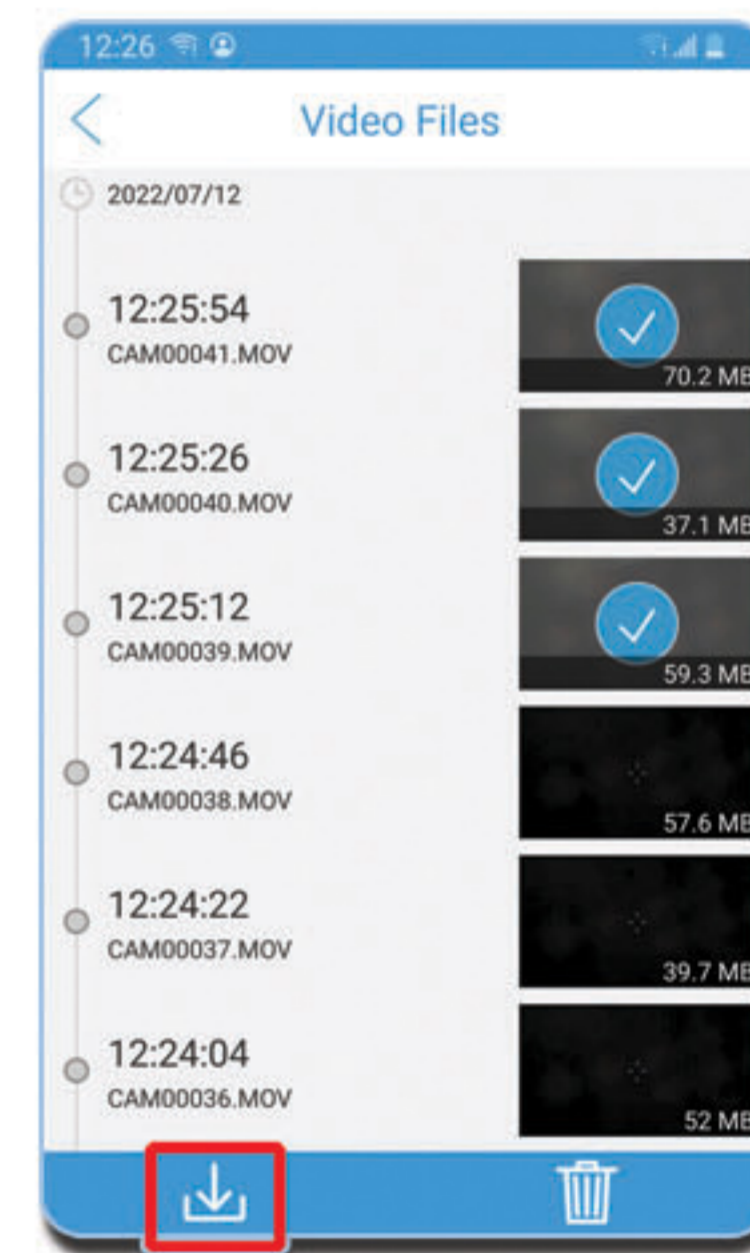 12:26
Video Files
2022/07/12
12:25:54
CAM00041.MOV
70.2 MB
12:25:26
CAM00040.MOV
37.1 MB
12:25:12
CAM00039.MOV
59.3 MB
12:24:46
CAM00038.MOV
57.6 MB
12:24:22
CAM00037.MOV
39.7 MB
12:24:04
CAM00036.MOV
52 MB